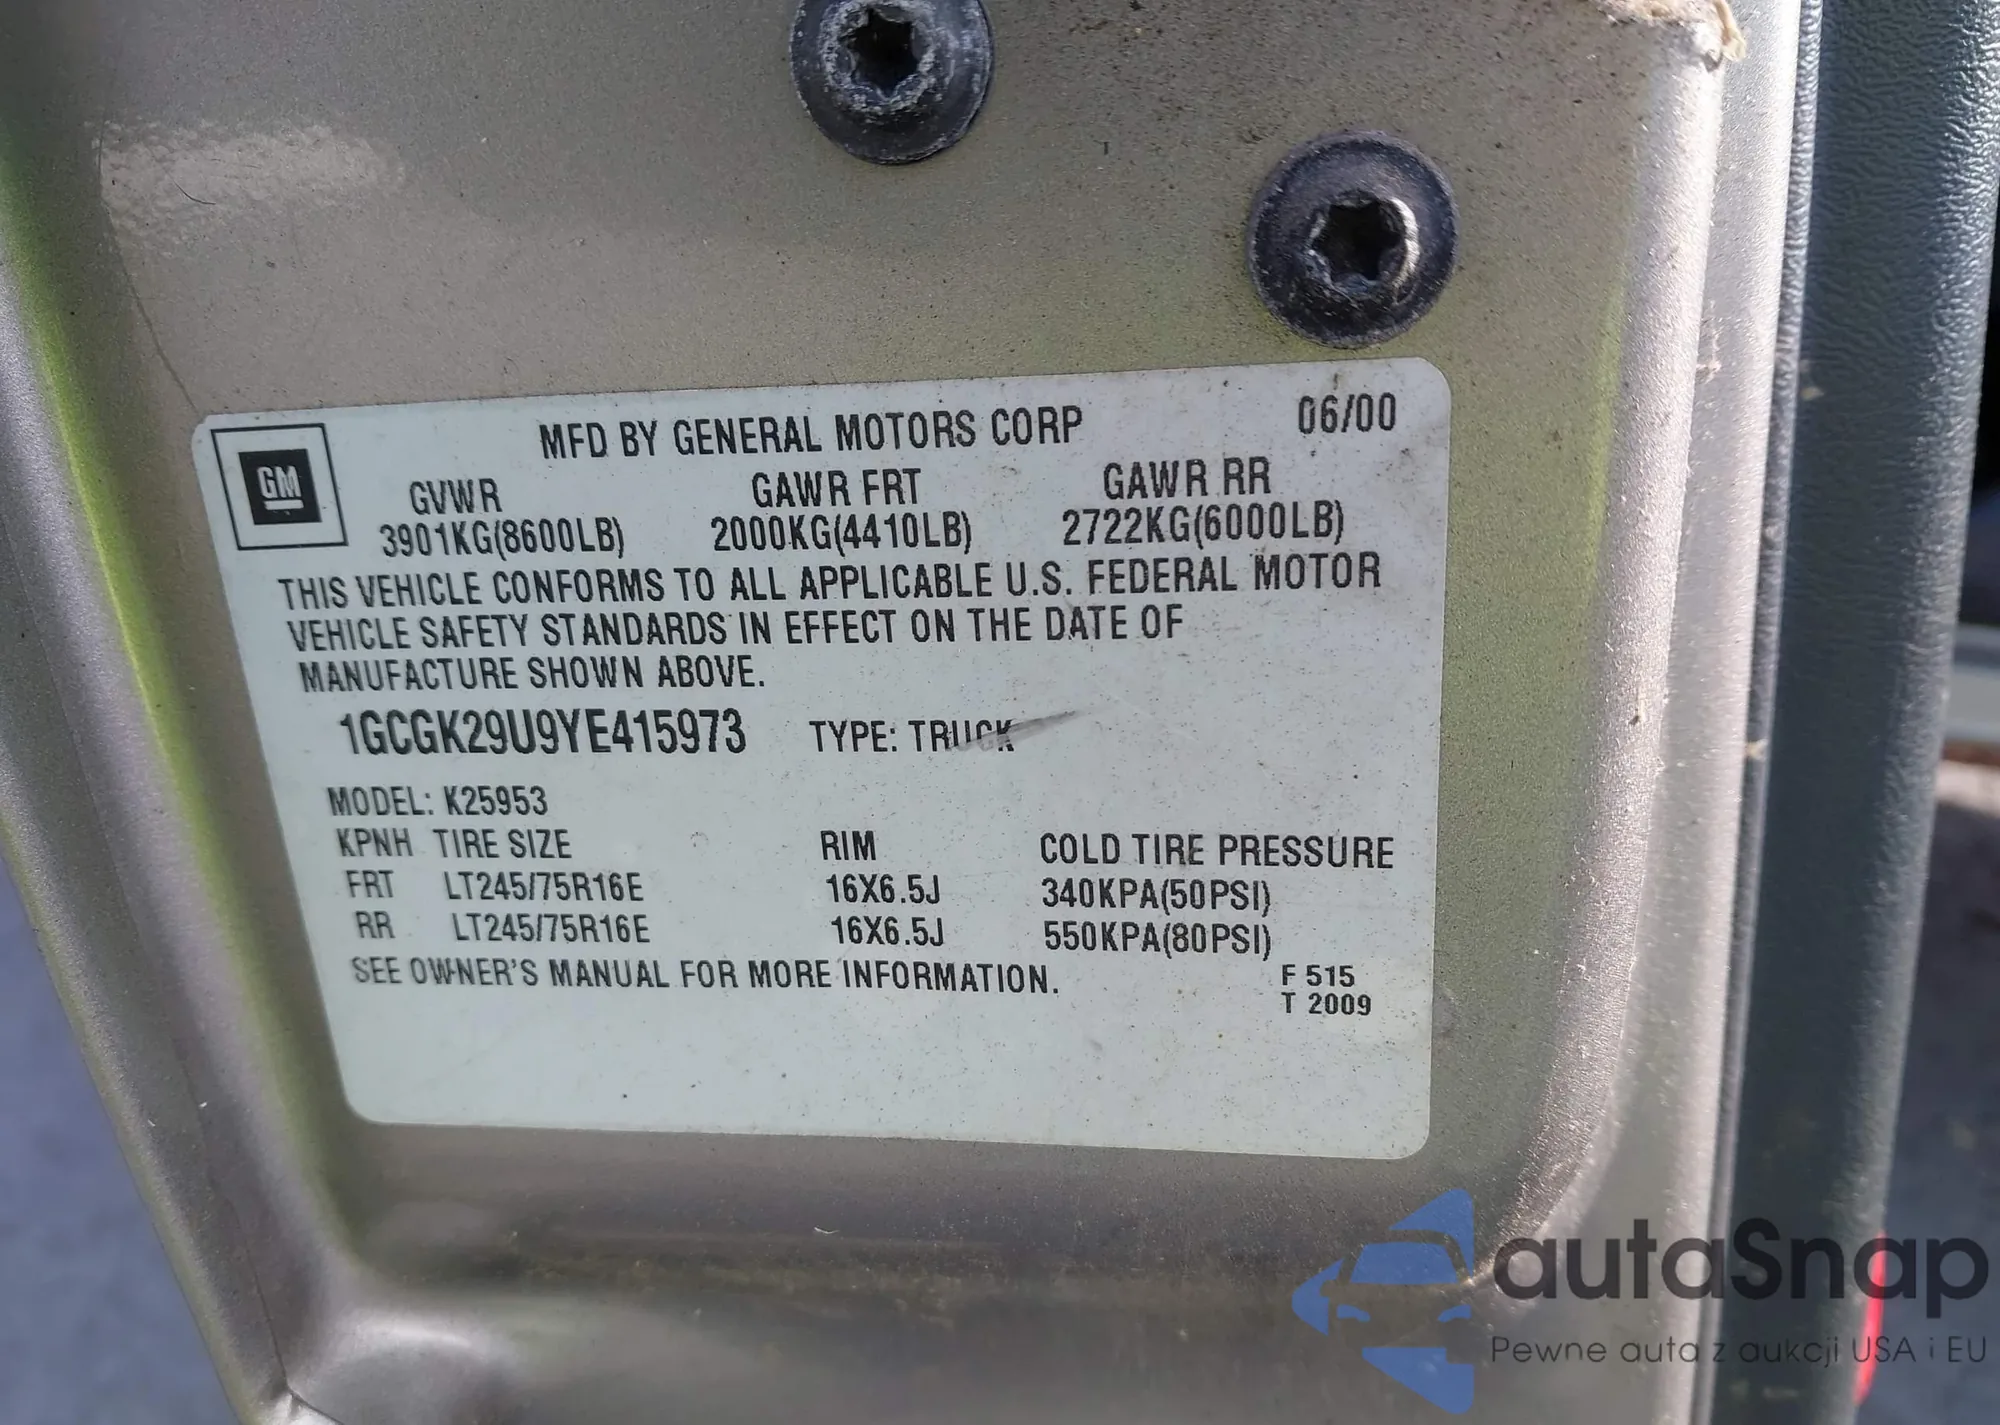 MFD BY GENERAL MOTORS CORP 06/00
GM
GVWR GAWR FRT GAWR RR
3901KG(8600LB) 2000KG(4410LB) 2722KG(6000LB)
THIS VEHICLE CONFORMS TO ALL APPLICABLE U.S. FEDERAL MOTOR
VEHICLE SAFETY STANDARDS IN EFFECT ON THE DATE OF
MANUFACTURE SHOWN ABOVE.
1GCGK29U9YE415973 TYPE: TRUCK
MODEL: K25953
KPNH TIRE SIZE RIM COLD TIRE PRESSURE
FRT LT245/75R16E 16X6.5J 340KPA(50PSI)
RR LT245/75R16E 16X6.5J 550KPA(80PSI)
SEE OWNER'S MANUAL FOR MORE INFORMATION. F 515
T 2009
autaSnap
Pewne auta z aukcji USA i EU